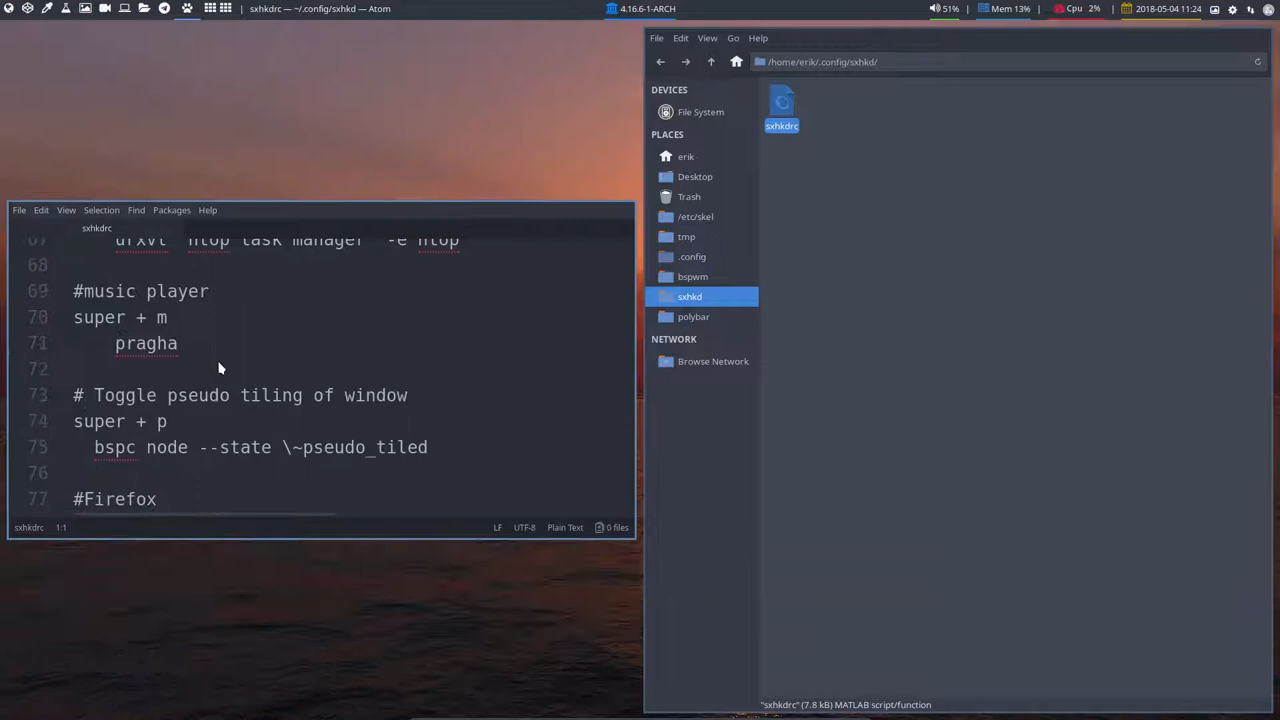 sxhkdrc — ~/.config/sxhkd — Atom
4.16.6-1-ARCH
51%
Mem 13%
Cpu 2%
2018-05-04 11:24
File Edit View Selection Find Packages Help
sxhkdrc
67 urxvt htop task manager -e htop
68
69 #music player
70 super + m
71 pragha
72
73 # Toggle pseudo tiling of window
74 super + p
75 bspc node --state \~pseudo_tiled
76
77 #Firefox
sxhkdrc 1:1 LF UTF-8 Plain Text 0 files
File Edit View Go Help
/home/erik/.config/sxhkd/
DEVICES
File System
PLACES
erik
Desktop
Trash
/etc/skel
tmp
.config
bspwm
sxhkd
polybar
NETWORK
Browse Network
sxhkdrc
"sxhkdrc" (7.8 kB) MATLAB script/function